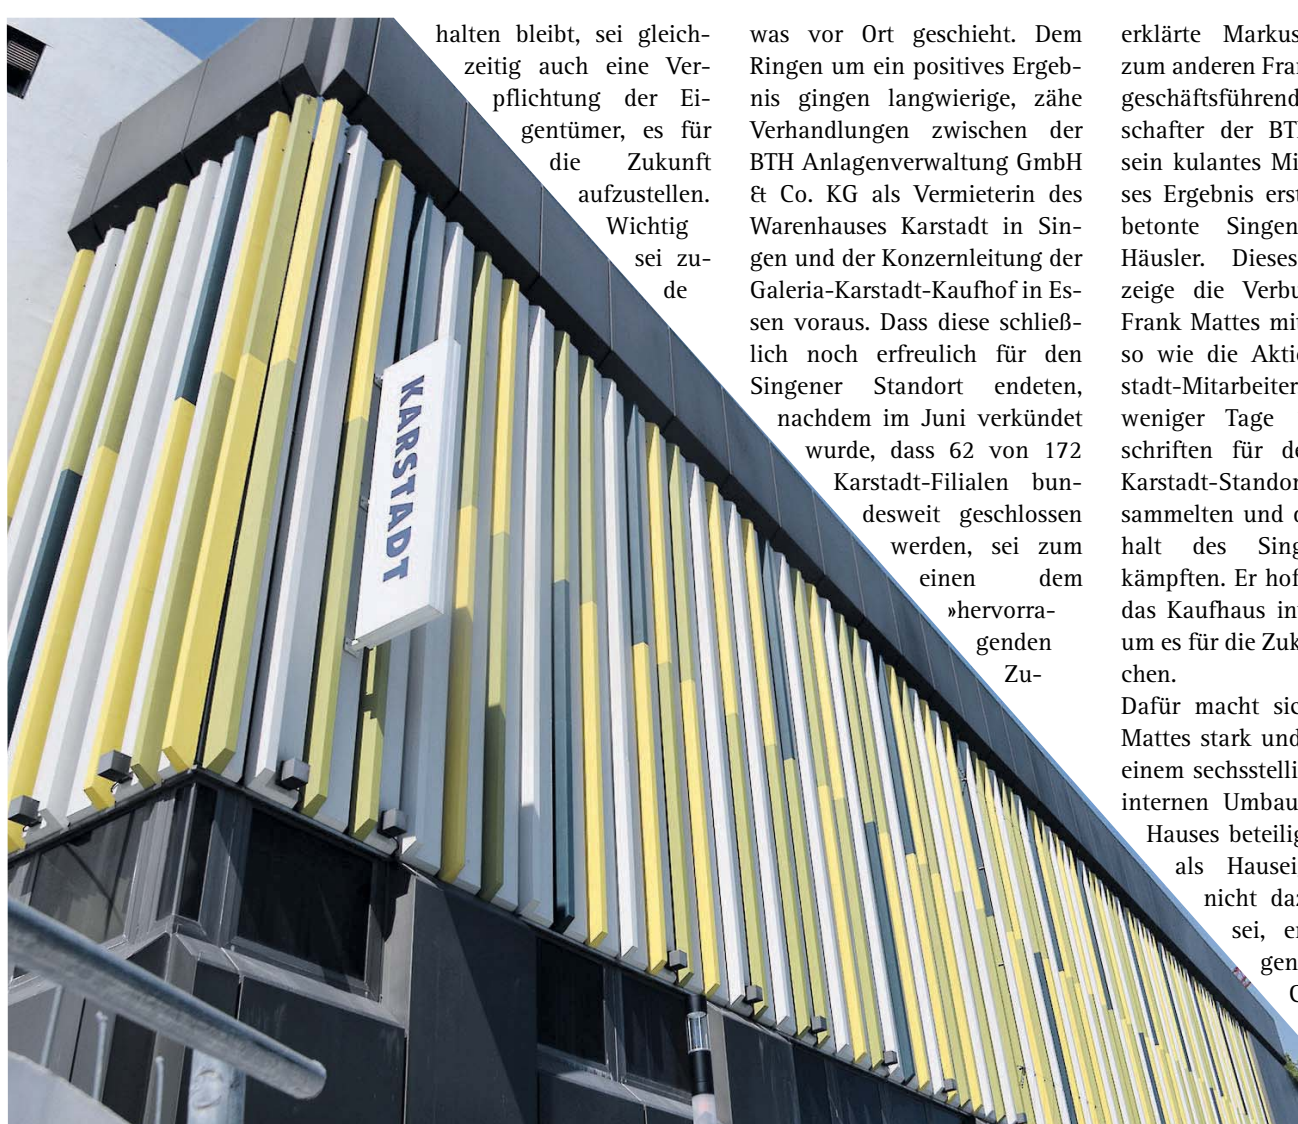 halten bleibt, sei gleich-
zeitig auch eine Ver-
pflichtung der Ei-
gentümer, es für
die Zukunft
aufzustellen.
Wichtig
sei zu-
de
was vor Ort geschieht. Dem
Ringen um ein positives Ergeb-
nis gingen langwierige, zähe
Verhandlungen zwischen der
BTH Anlagenverwaltung GmbH
& Co. KG als Vermieterin des
Warenhauses Karstadt in Sin-
gen und der Konzernleitung der
Galeria-Karstadt-Kaufhof in Es-
sen voraus. Dass diese schließ-
lich noch erfreulich für den
Singener Standort endeten,
nachdem im Juni verkündet
wurde, dass 62 von 172
Karstadt-Filialen bun-
desweit geschlossen
werden, sei zum
einen dem
»hervorra-
genden
Zu-
erklärte Markus
zum anderen Fra
geschäftsführend
schafter der BT
sein kulantes Mi
ses Ergebnis erst
betonte Singen
Häusler. Dieses
zeige die Verbu
Frank Mattes mi
so wie die Akti
stadt-Mitarbeiter
weniger Tage
schriften für de
Karstadt-Standor
sammelten und
halt des Sing
kämpften. Er hof
das Kaufhaus in
um es für die Zuk
chen.
Dafür macht sic
Mattes stark und
einem sechsstelli
internen Umbau
Hauses beteilig
als Hausei
nicht da
sei, e
gen
KARSTADT